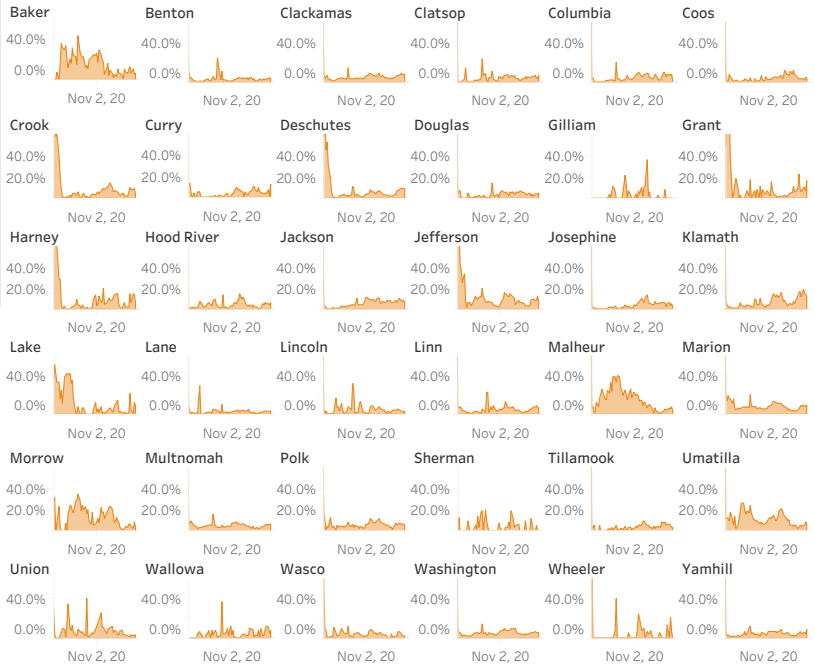 Baker Benton Clackamas Clatsop Columbia Coos
40.0% 40.0% 40.0% 40.0% 40.0% 40.0%
0.0% 0.0% 0.0% 0.0% 0.0% 0.0%
Nov 2, 20 Nov 2, 20 Nov 2, 20 Nov 2, 20 Nov 2, 20 Nov 2, 20
Crook Curry Deschutes Douglas Gilliam Grant
40.0% 40.0% 40.0% 40.0% 40.0% 40.0%
20.0% 20.0% 20.0% 20.0% 20.0% 20.0%
Nov 2, 20 Nov 2, 20 Nov 2, 20 Nov 2, 20 Nov 2, 20 Nov 2, 20
Harney Hood River Jackson Jefferson Josephine Klamath
40.0% 40.0% 40.0% 40.0% 40.0% 40.0%
20.0% 20.0% 20.0% 20.0% 20.0% 20.0%
Nov 2, 20 Nov 2, 20 Nov 2, 20 Nov 2, 20 Nov 2, 20 Nov 2, 20
Lake Lane Lincoln Linn Malheur Marion
40.0% 40.0% 40.0% 40.0% 40.0% 40.0%
0.0% 0.0% 0.0% 0.0% 0.0% 0.0%
Nov 2, 20 Nov 2, 20 Nov 2, 20 Nov 2, 20 Nov 2, 20 Nov 2, 20
Morrow Multnomah Polk Sherman Tillamook Umatilla
40.0% 40.0% 40.0% 40.0% 40.0% 40.0%
20.0% 20.0% 20.0% 20.0% 20.0% 20.0%
Nov 2, 20 Nov 2, 20 Nov 2, 20 Nov 2, 20 Nov 2, 20 Nov 2, 20
Union Wallowa Wasco Washington Wheeler Yamhill
40.0% 40.0% 40.0% 40.0% 40.0% 40.0%
0.0% 0.0% 0.0% 0.0% 0.0% 0.0%
Nov 2, 20 Nov 2, 20 Nov 2, 20 Nov 2, 20 Nov 2, 20 Nov 2, 20